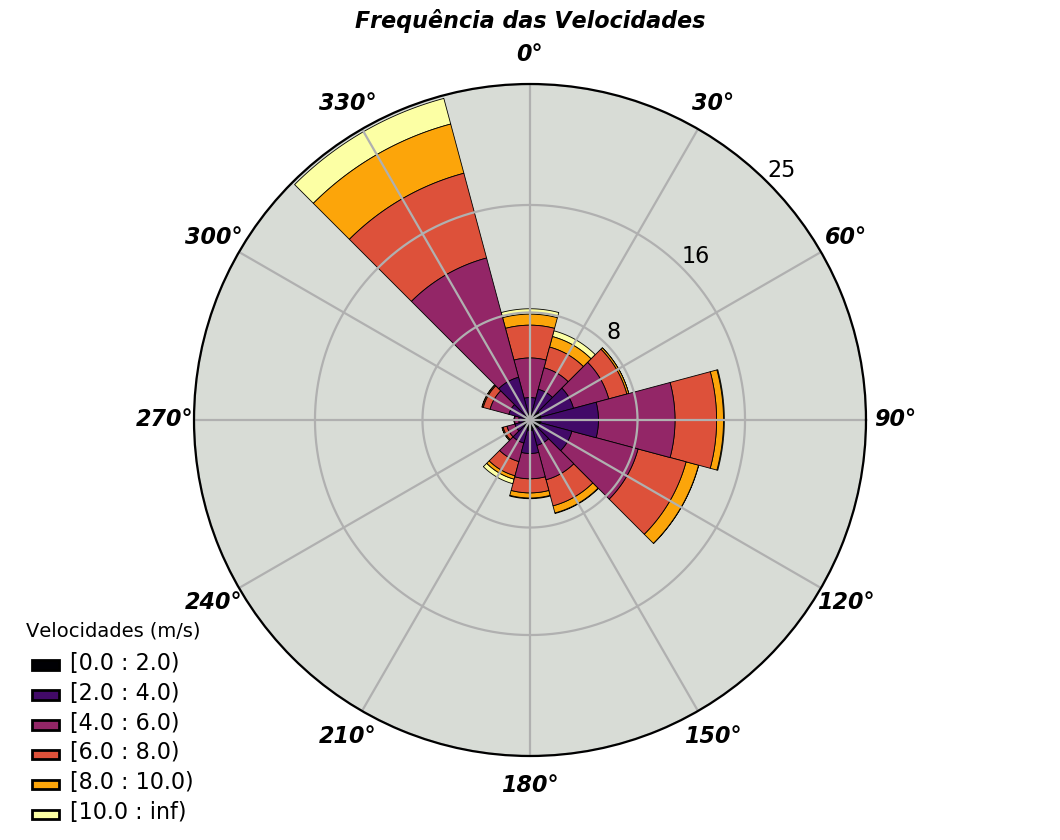 Frequência das Velocidades
0°
330°
30°
25
300°
60°
16
8
270°
90°
240°
120°
210°
150°
180°
Velocidades (m/s)
[0.0 : 2.0)
[2.0 : 4.0)
[4.0 : 6.0)
[6.0 : 8.0)
[8.0 : 10.0)
[10.0 : inf)